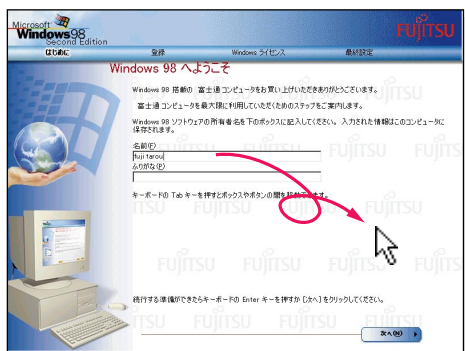 Microsoft
Windows98
Second Edition
FUJITSU
はじめに 登録 Windows ライセンス 最終設定
Windows 98 へようこそ
Windows 98 搭載の 富士通コンピュータをお買い上げいただきありがとうございます。
富士通コンピュータを最大限に利用していただくためのステップをご案内します。
Windows 98 ソフトウェアの所有者名を下のボックスに記入してください。 入力された情報はこのコンピュータに
保存されます。
名前(F)
fuji tarou
ふりがな(P)
キーボードの Tab キーを押すとボックスやボタンの間を移動できます。
続行する準備ができたらキーボードの Enter キーを押すか [次へ] をクリックしてください。
次へ(N)